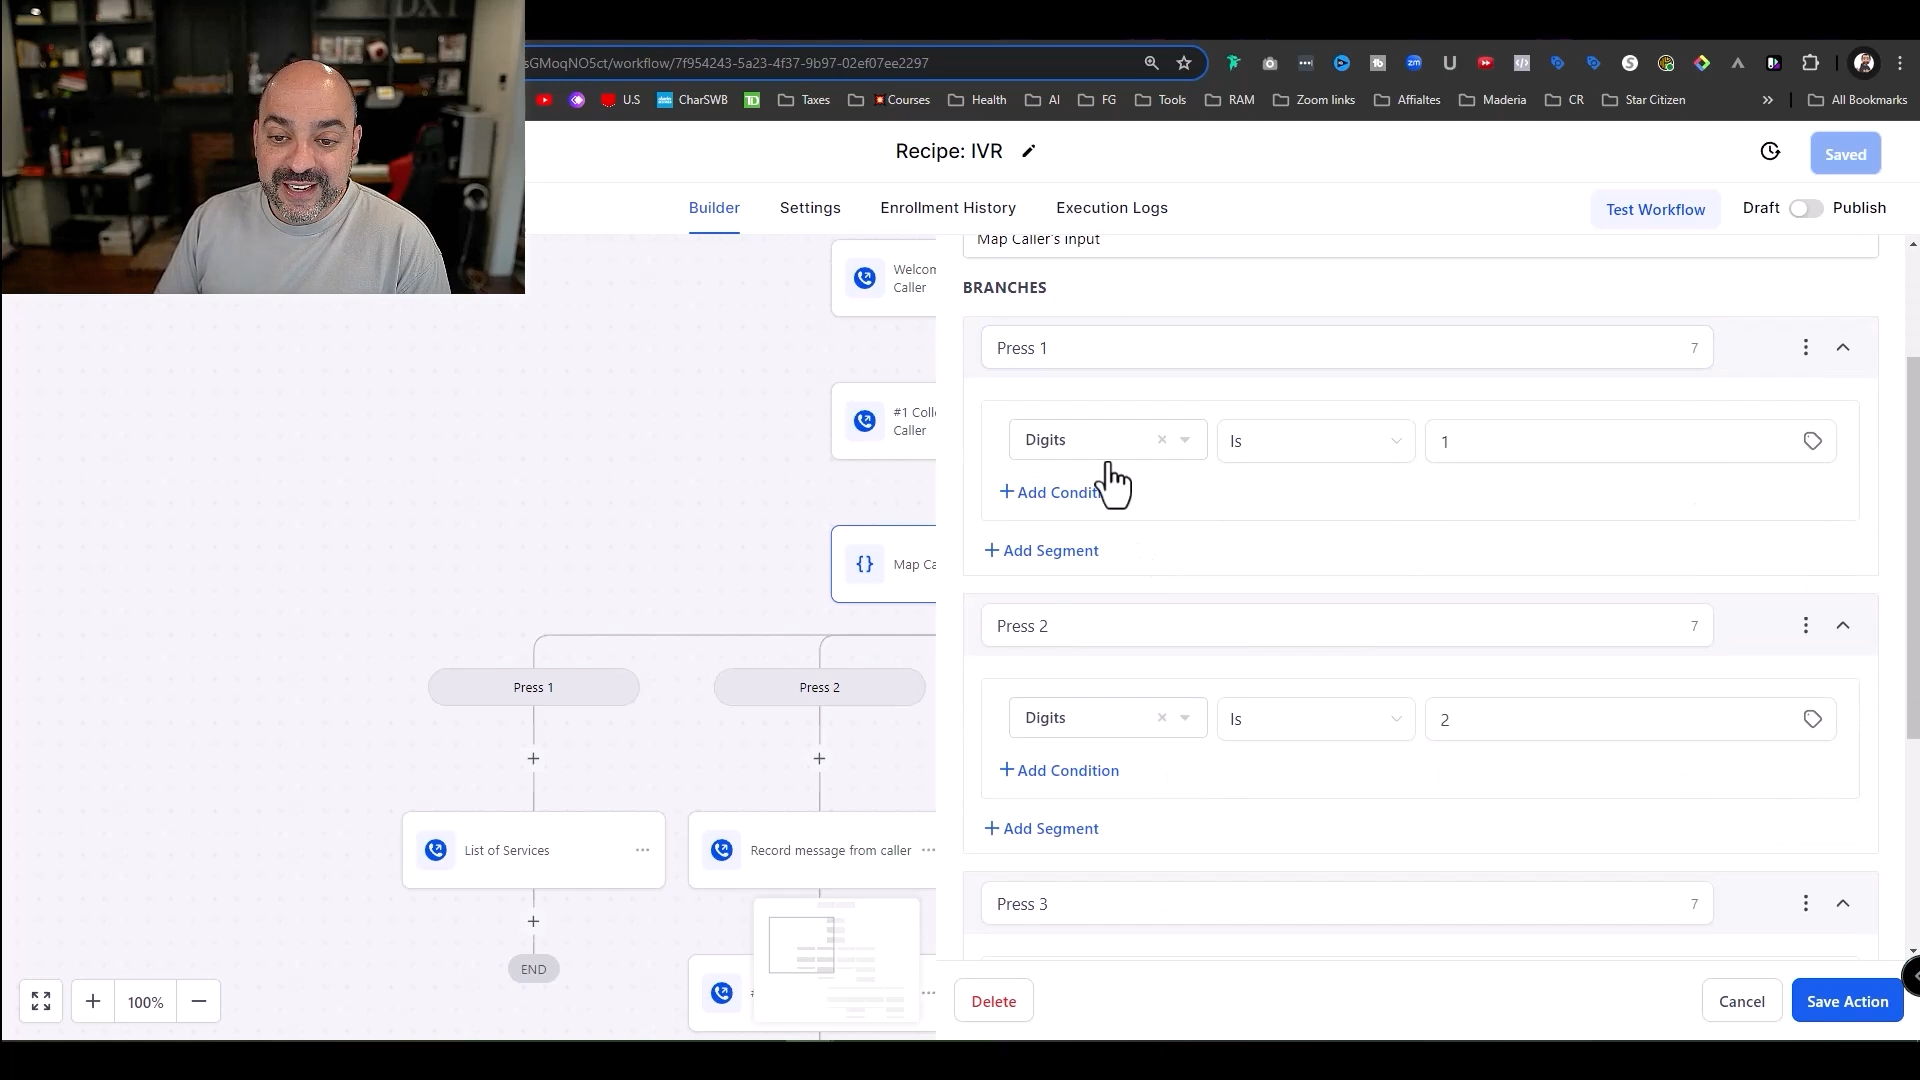 DXT
sGMoqNO5ct/workflow/7f954243-5a23-4f37-9b97-02ef07ee2297
U.S
CharSWB
Taxes
Courses
Health
AI
FG
Tools
RAM
Zoom links
Affialtes
Maderia
CR
Star Citizen
All Bookmarks
Recipe: IVR
Saved
Builder
Settings
Enrollment History
Execution Logs
Test Workflow
Draft
Publish
Welcom
Caller
#1 Colle
Caller
Map Ca
Press 1
Press 2
List of Services
Record message from caller
END
100%
Map Caller's input
BRANCHES
Press 1
7
Digits
Is
1
+ Add Conditi
+ Add Segment
Press 2
7
Digits
Is
2
+ Add Condition
+ Add Segment
Press 3
7
Delete
Cancel
Save Action